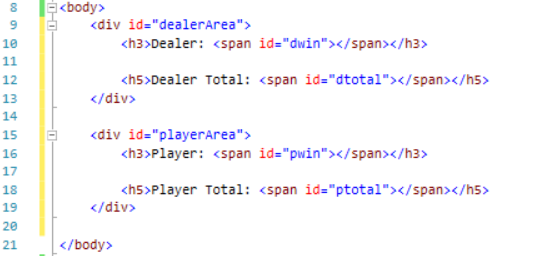 8 <body>
9 <div id="dealerArea">
10 <h3>Dealer: <span id="dwin"></span></h3>
11
12 <h5>Dealer Total: <span id="dtotal"></span></h5>
13 </div>
14
15 <div id="playerArea">
16 <h3>Player: <span id="pwin"></span></h3>
17
18 <h5>Player Total: <span id="ptotal"></span></h5>
19 </div>
20
21 </body>